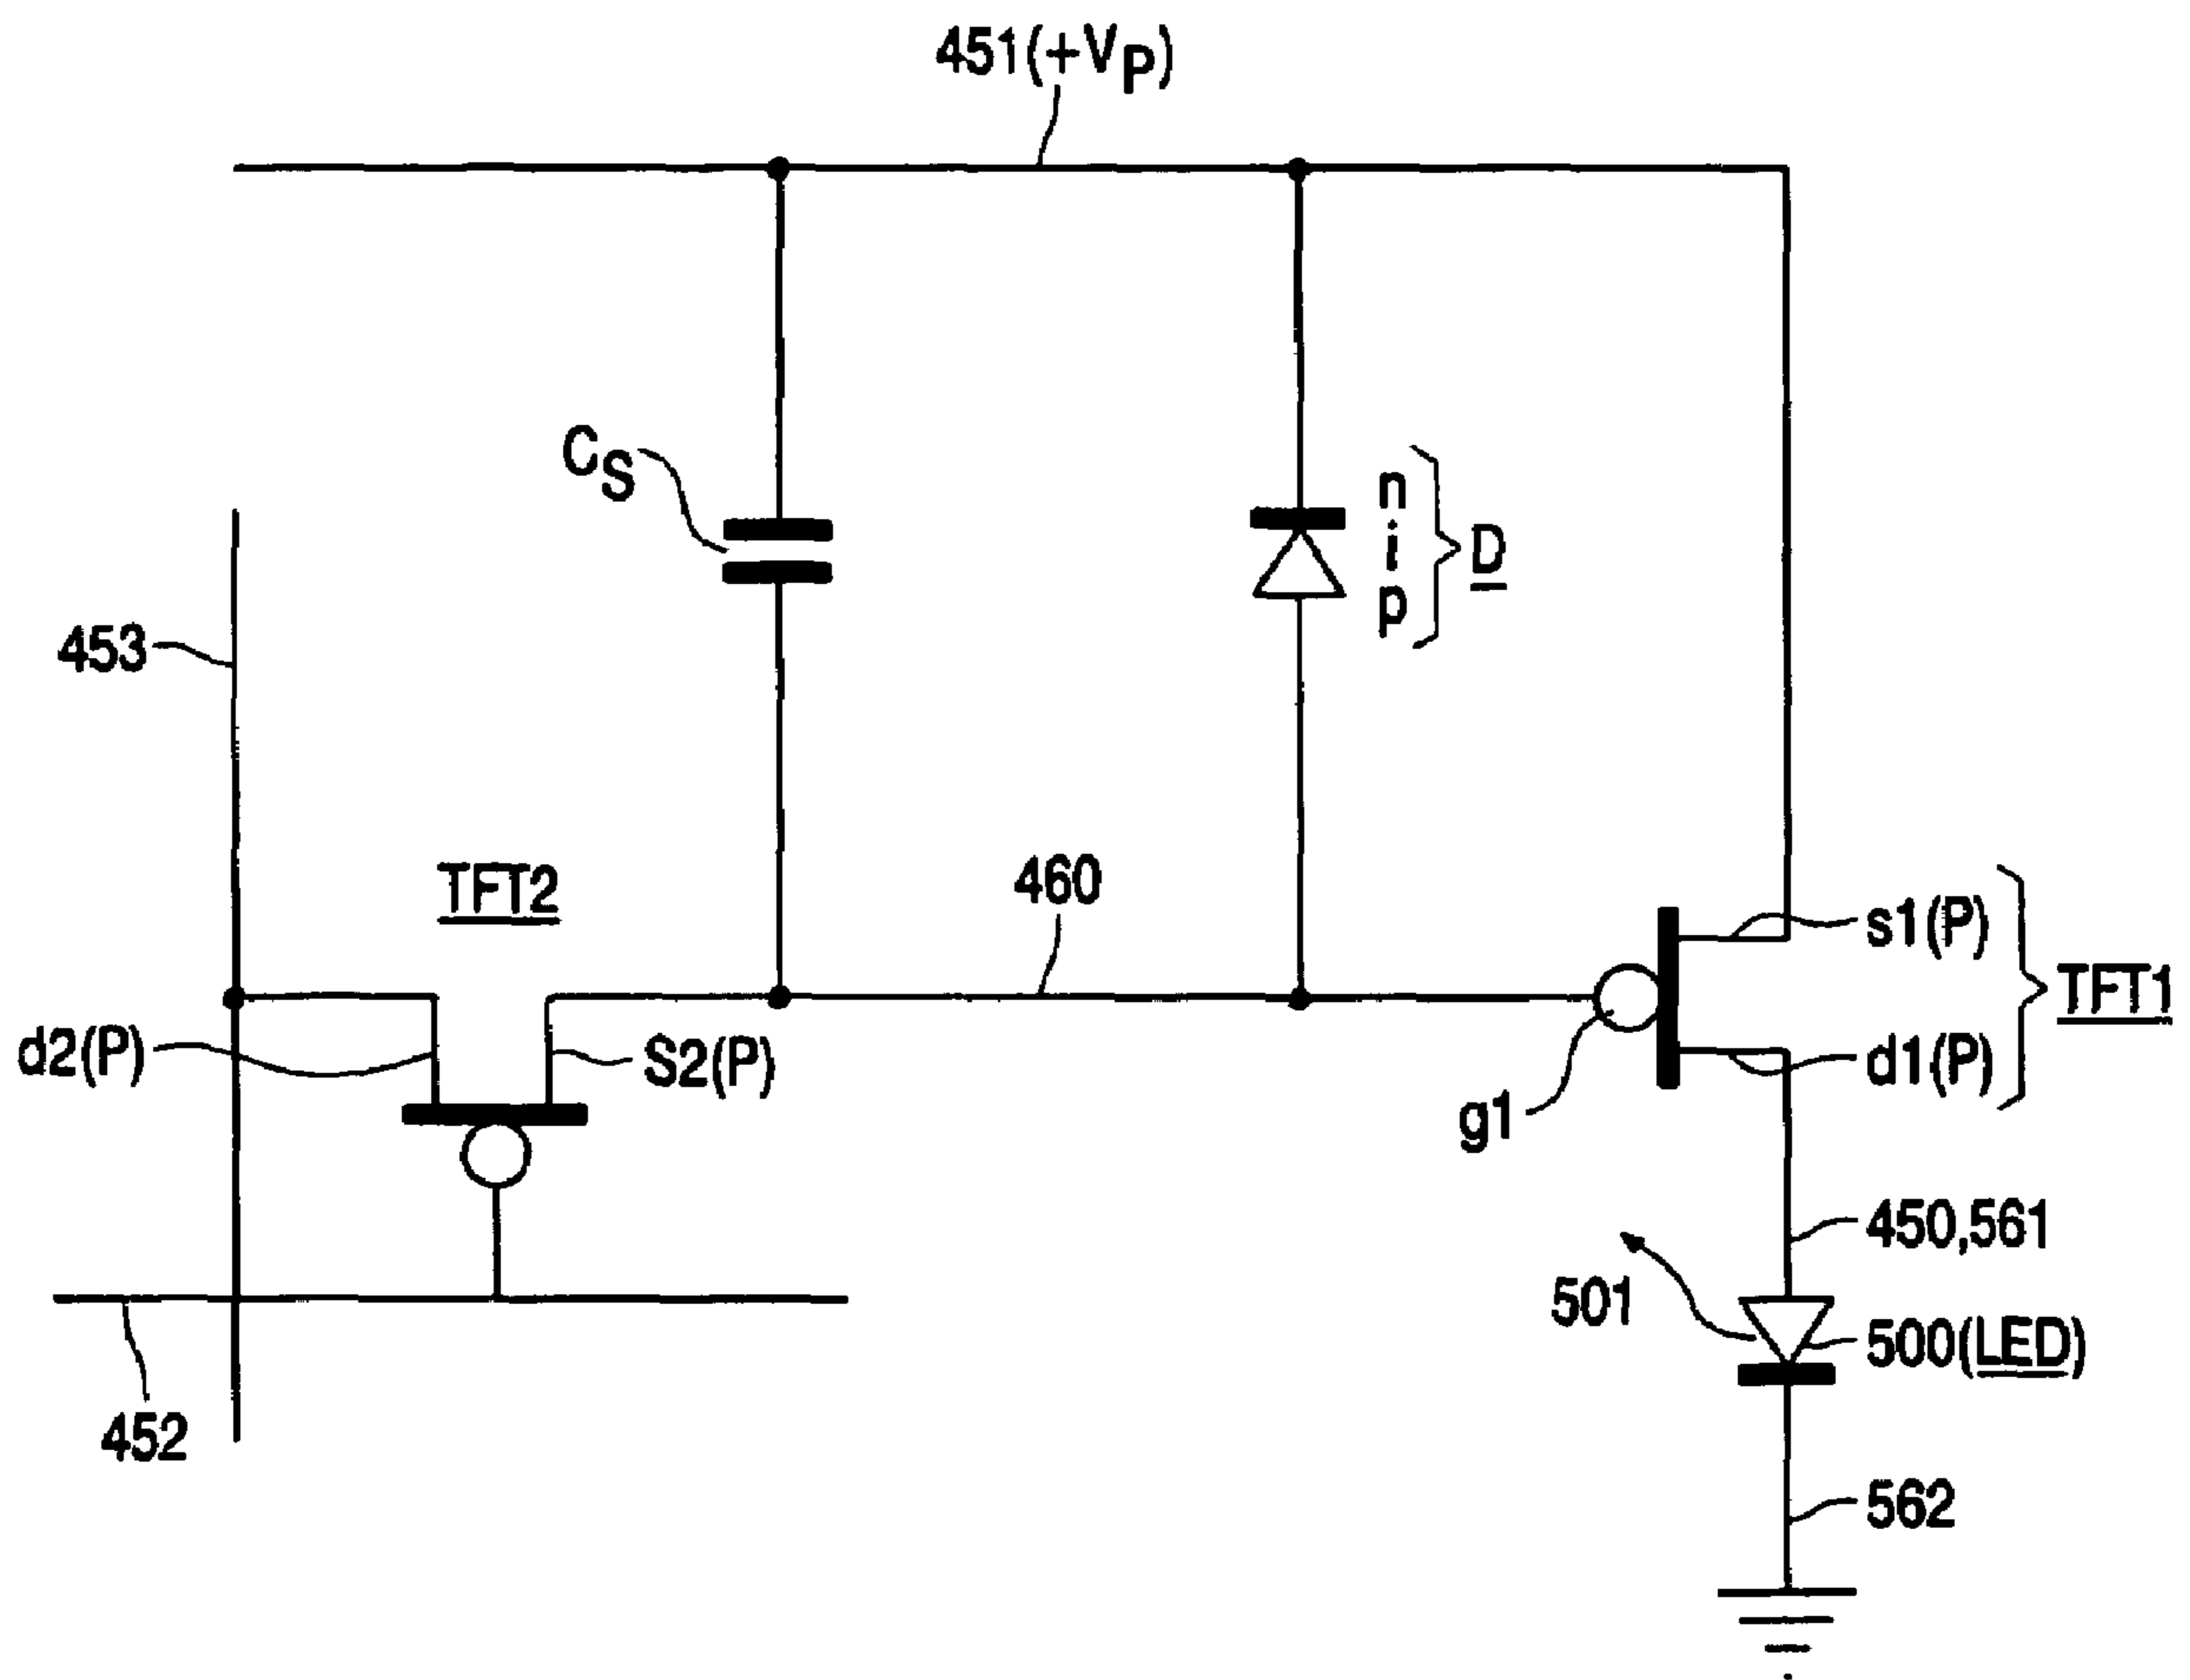 451(+VP)
CS
n
i
p
D
453
TFT2
460
s1(P)
TFT1
d2(P)
S2(P)
d1(P)
g1
450,561
501
500(LED)
452
562